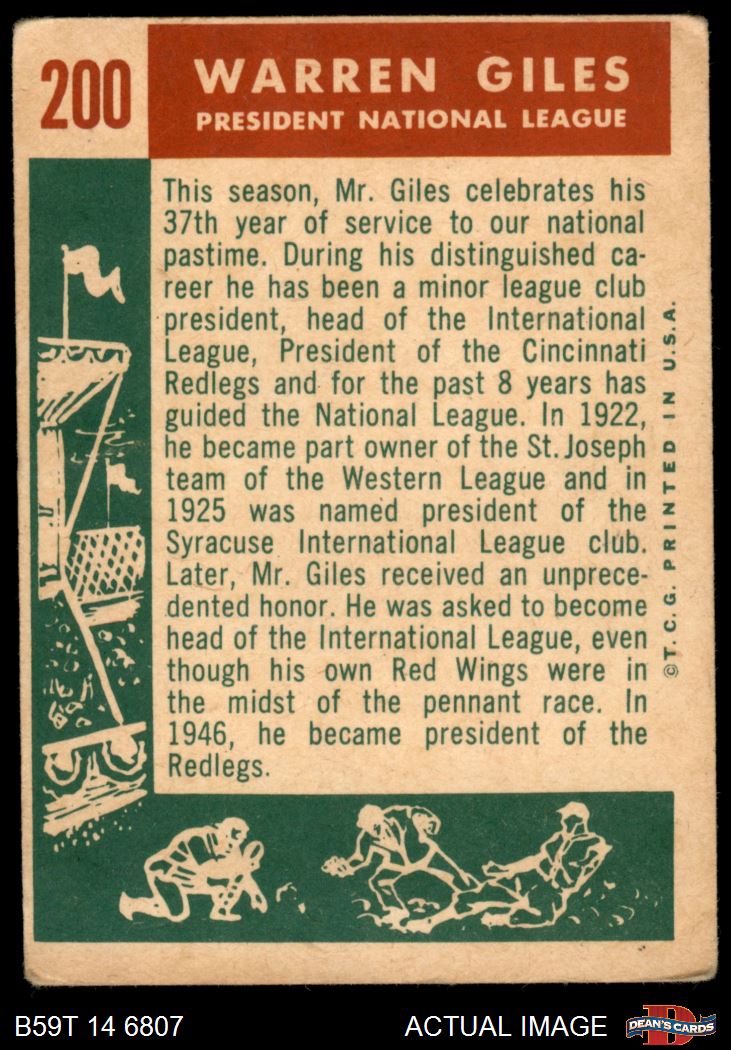 200
WARREN GILES
PRESIDENT NATIONAL LEAGUE
This season, Mr. Giles celebrates his
37th year of service to our national
pastime. During his distinguished ca-
reer he has been a minor league club
president, head of the International
League, President of the Cincinnati
Redlegs and for the past 8 years has
guided the National League. In 1922,
he became part owner of the St. Joseph
team of the Western League and in
1925 was named president of the
Syracuse International League club.
Later, Mr. Giles received an unprece-
dented honor. He was asked to become
head of the International League, even
though his own Red Wings were in
the midst of the pennant race. In
1946, he became president of the
Redlegs.
©T. C. G. PRINTED IN U.S.A.
B59T 14 6807
ACTUAL IMAGE
D
DEAN'S CARDS